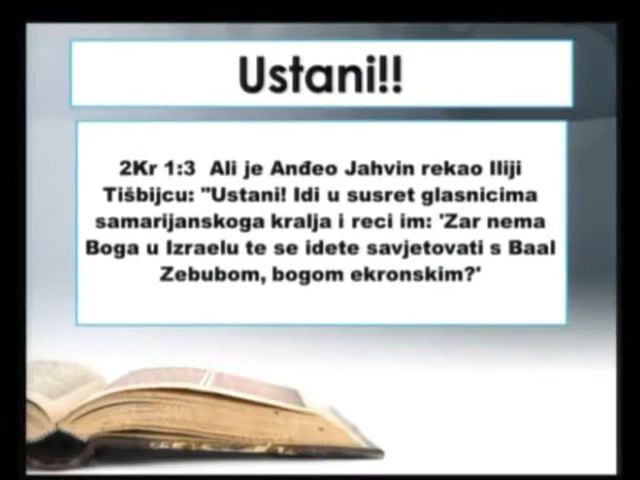 Ustani!!
2Kr 1:3 Ali je Anđeo Jahvin rekao Iliji
Tišbijcu: "Ustani! Idi u susret glasnicima
samarijanskoga kralja i reci im: 'Zar nema
Boga u Izraelu te se idete savjetovati s Baal
Zebubom, bogom ekronskim?'